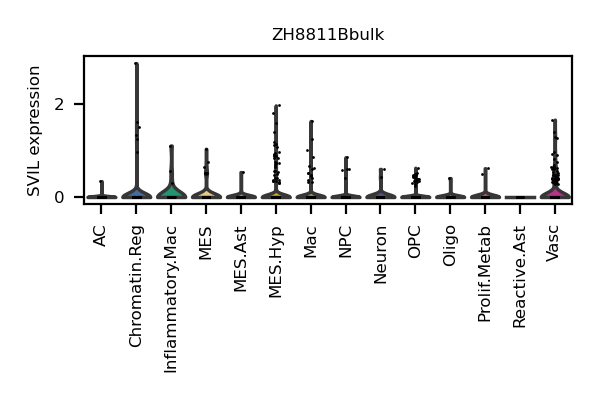 ZH8811Bbulk
SVIL expression
2
0
AC
Chromatin.Reg
Inflammatory.Mac
MES
MES.Ast
MES.Hyp
Mac
NPC
Neuron
OPC
Oligo
Prolif.Metab
Reactive.Ast
Vasc